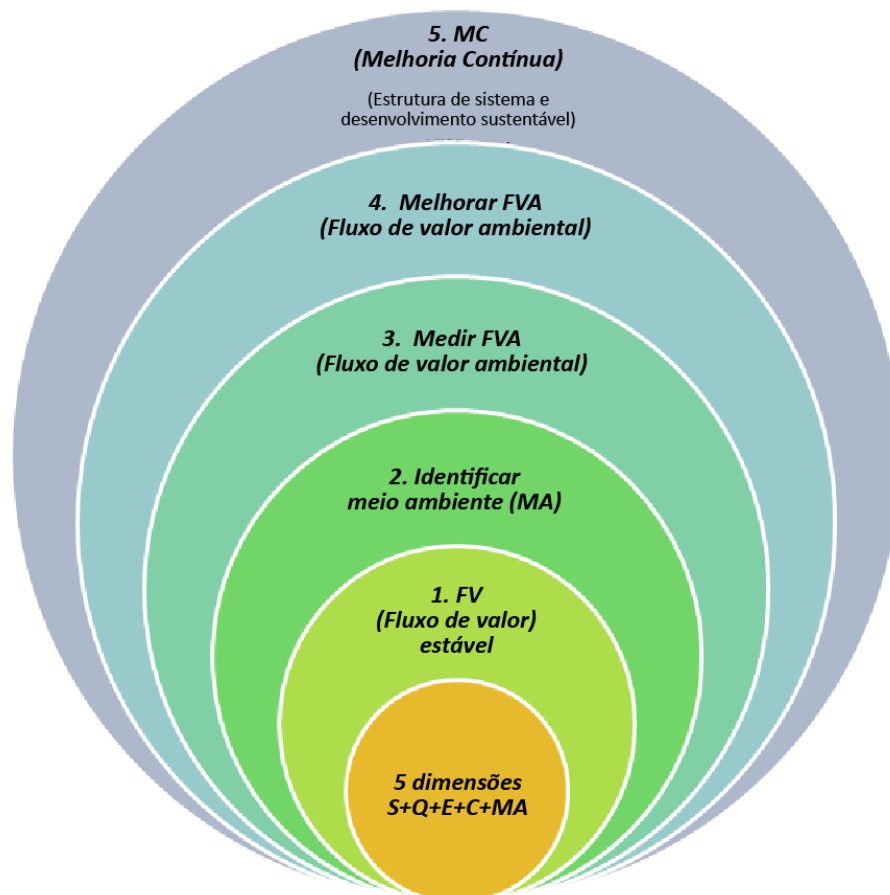 5. MC
(Melhoria Contínua)
(Estrutura de sistema e
desenvolvimento sustentável)
4. Melhorar FVA
(Fluxo de valor ambiental)
3. Medir FVA
(Fluxo de valor ambiental)
2. Identificar
meio ambiente (MA)
1. FV
(Fluxo de valor)
estável
5 dimensões
S+Q+E+C+MA